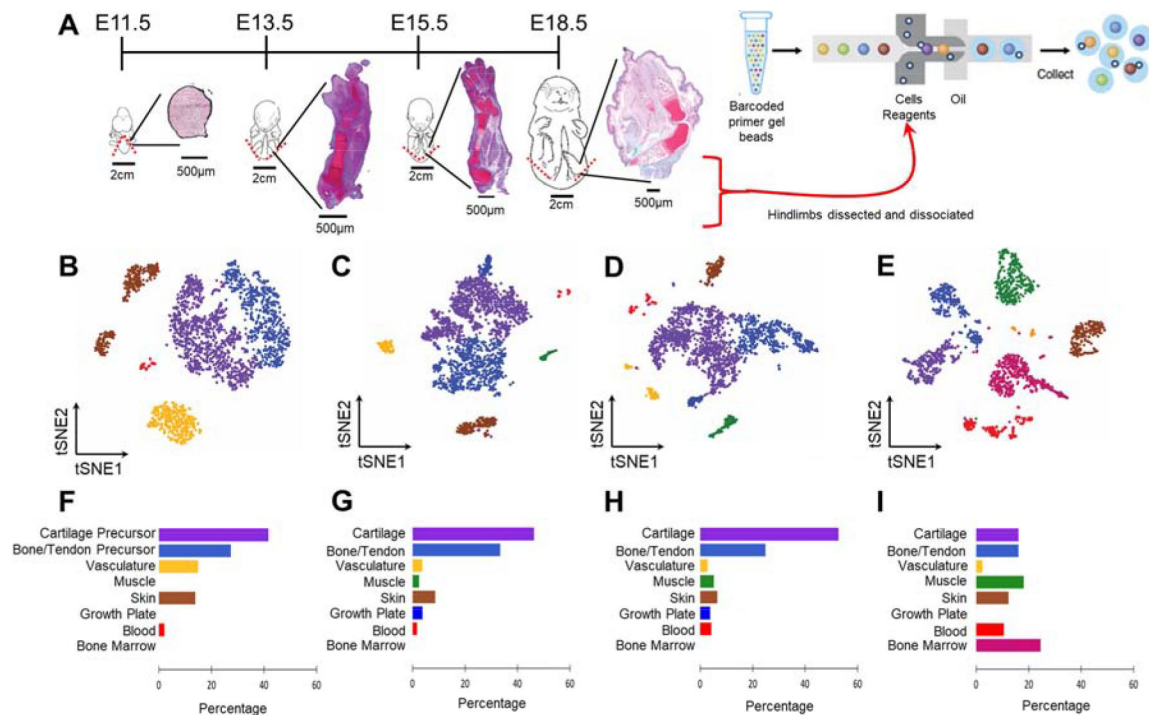 A
E11.5 E13.5 E15.5 E18.5
2cm
500µm
2cm
500µm
2cm
500µm
2cm
500µm
Barcoded
primer gel
beads
Cells
Reagents
Oil
Collect
Hindlimbs dissected and dissociated
B
tSNE2
tSNE1
C
tSNE2
tSNE1
D
tSNE2
tSNE1
E
tSNE2
tSNE1
F
Cartilage Precursor
Bone/Tendon Precursor
Vasculature
Muscle
Skin
Growth Plate
Blood
Bone Marrow
0 20 40 60
Percentage
G
Cartilage
Bone/Tendon
Vasculature
Muscle
Skin
Growth Plate
Blood
Bone Marrow
0 20 40 60
Percentage
H
Cartilage
Bone/Tendon
Vasculature
Muscle
Skin
Growth Plate
Blood
Bone Marrow
0 20 40 60
Percentage
I
Cartilage
Bone/Tendon
Vasculature
Muscle
Skin
Growth Plate
Blood
Bone Marrow
0 20 40 60
Percentage